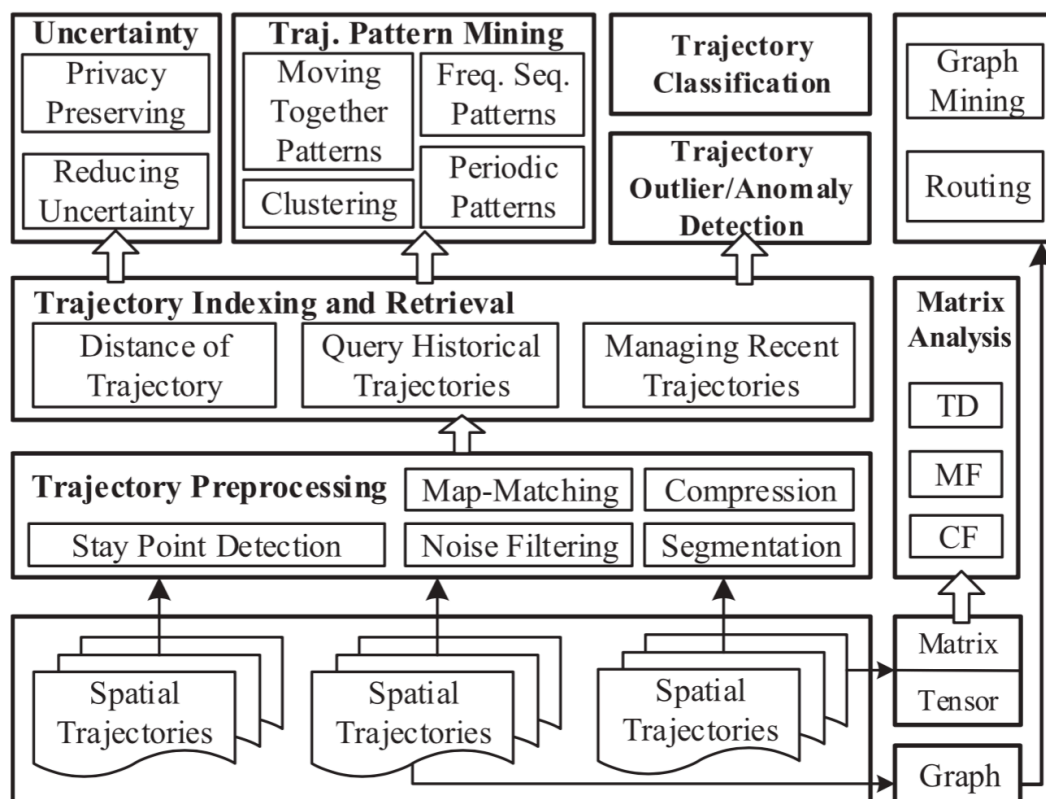 Uncertainty
Privacy
Preserving
Reducing
Uncertainty
Traj. Pattern Mining
Moving
Together
Patterns
Clustering
Freq. Seq.
Patterns
Periodic
Patterns
Trajectory
Classification
Trajectory
Outlier/Anomaly
Detection
Graph
Mining
Routing
Trajectory Indexing and Retrieval
Distance of
Trajectory
Query Historical
Trajectories
Managing Recent
Trajectories
Matrix
Analysis
TD
MF
CF
Trajectory Preprocessing
Map-Matching
Compression
Stay Point Detection
Noise Filtering
Segmentation
Spatial
Trajectories
Spatial
Trajectories
Spatial
Trajectories
Matrix
Tensor
Graph